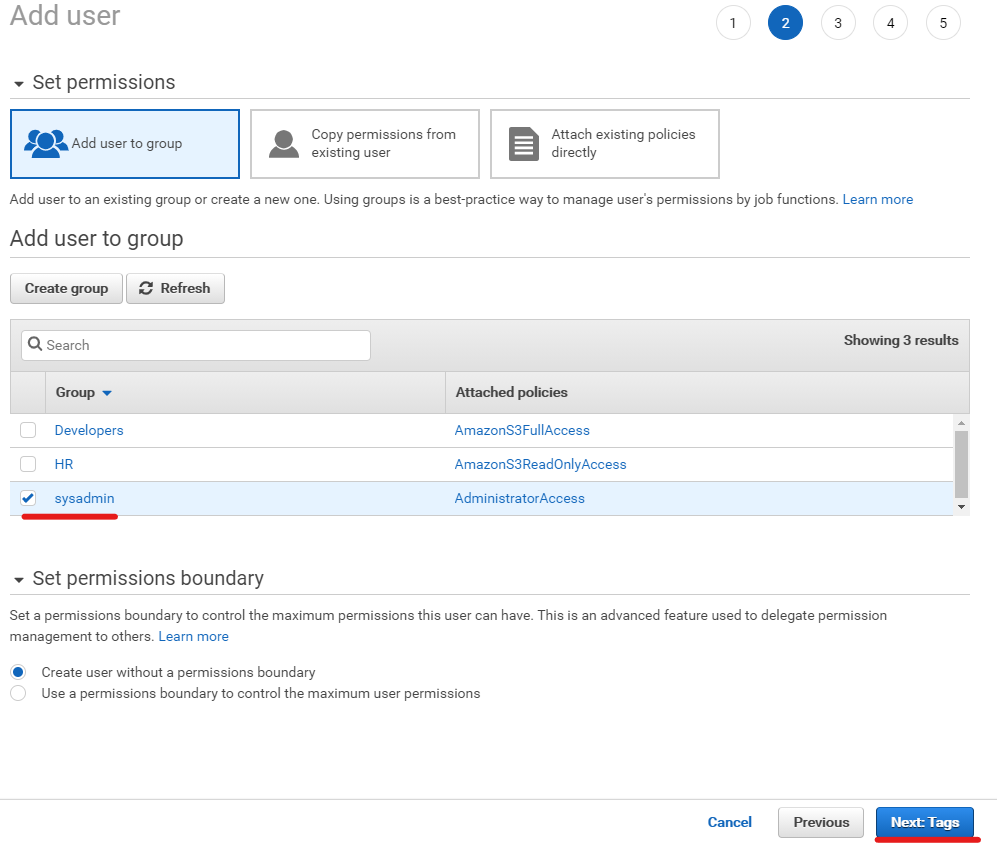 Add user
1 2 3 4 5
Set permissions
Add user to group
Copy permissions from
existing user
Attach existing policies
directly
Add user to an existing group or create a new one. Using groups is a best-practice way to manage user's permissions by job functions. Learn more
Add user to group
Create group Refresh
Search Showing 3 results
Group Attached policies
Developers AmazonS3FullAccess
HR AmazonS3ReadOnlyAccess
sysadmin AdministratorAccess
Set permissions boundary
Set a permissions boundary to control the maximum permissions this user can have. This is an advanced feature used to delegate permission
management to others. Learn more
Create user without a permissions boundary
Use a permissions boundary to control the maximum user permissions
Cancel Previous Next: Tags